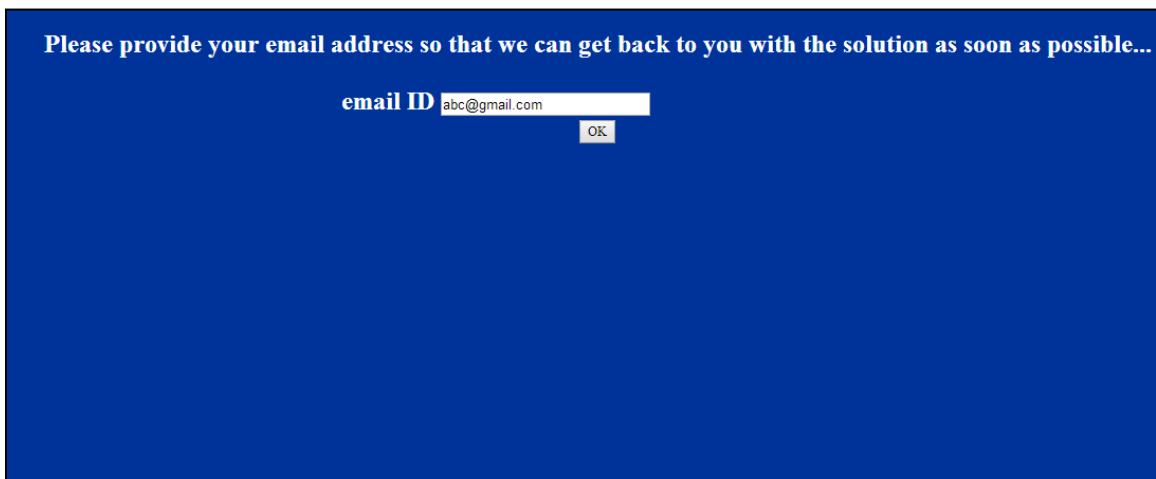 Please provide your email address so that we can get back to you with the solution as soon as possible...
email ID abc@gmail.com
OK